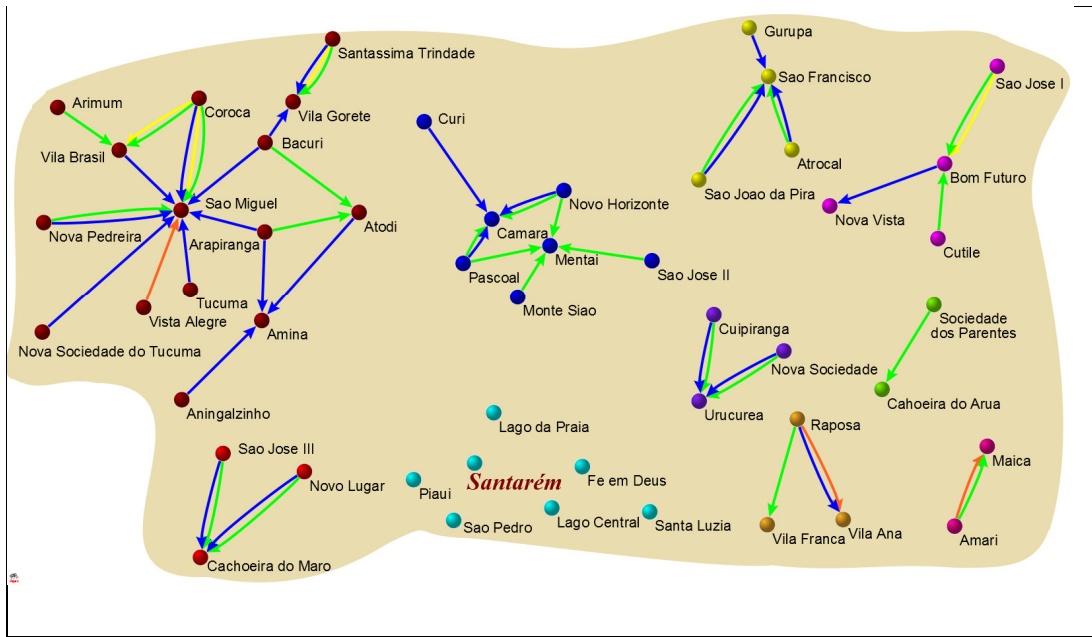 Gurupa
Santassima Trindade
Sao Francisco
Sao Jose I
Arimum
Coroca
Vila Gorete
Curi
Vila Brasil
Bacuri
Atrocal
Bom Futuro
Sao Joao da Pira
Sao Miguel
Novo Horizonte
Nova Vista
Nova Pedreira
Arapiranga
Atodi
Camara
Mentai
Cutile
Pascoal
Sao Jose II
Tucuma
Vista Alegre
Monte Siao
Nova Sociedade do Tucuma
Amina
Cuipiranga
Sociedade
dos Parentes
Nova Sociedade
Urucurea
Cahoeira do Arua
Aningalzinho
Lago da Praia
Raposa
Sao Jose III
Maica
Novo Lugar
Piaui
Santarém
Fe em Deus
Sao Pedro
Lago Central
Santa Luzia
Vila Franca
Vila Ana
Amari
Cachoeira do Maro